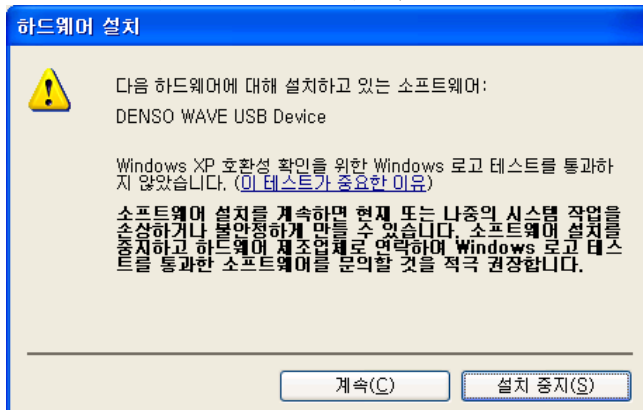 하드웨어 설치
다음 하드웨어에 대해 설치하고 있는 소프트웨어:
DENSO WAVE USB Device
Windows XP 호환성 확인을 위한 Windows 로고 테스트를 통과하
지 않았습니다. (이 테스트가 중요한 이유)
소프트웨어 설치를 계속하면 현재 또는 나중의 시스템 작업을
손상하거나 불안정하게 만들 수 있습니다. 소프트웨어 설치를
중지하고 하드웨어 제조업체로 연락하여 Windows 로고 테스
트를 통과한 소프트웨어를 문의할 것을 적극 권장합니다.
계속(C)
설치 중지(S)